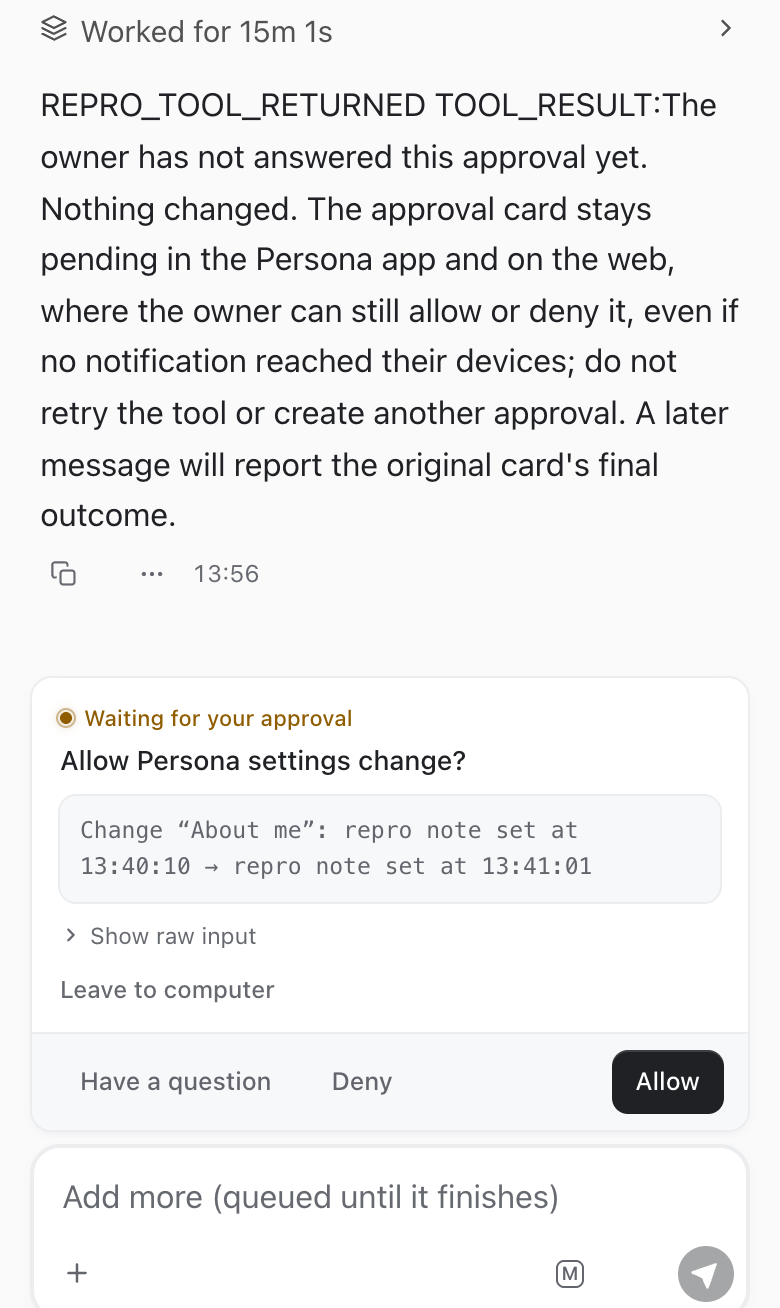 Worked for 15m 1s
REPRO_TOOL_RETURNED TOOL_RESULT:The
owner has not answered this approval yet.
Nothing changed. The approval card stays
pending in the Persona app and on the web,
where the owner can still allow or deny it, even if
no notification reached their devices; do not
retry the tool or create another approval. A later
message will report the original card's final
outcome.
13:56
Waiting for your approval
Allow Persona settings change?
Change “About me”: repro note set at
13:40:10 → repro note set at 13:41:01
Show raw input
Leave to computer
Have a question Deny Allow
Add more (queued until it finishes)
M